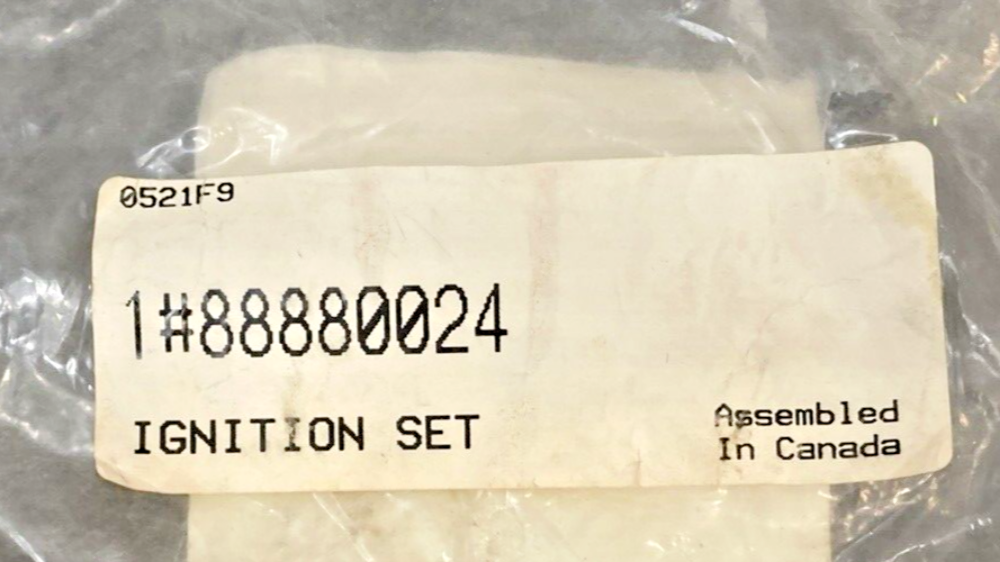 0521F9
1#88880024
IGNITION SET
Assembled
In Canada